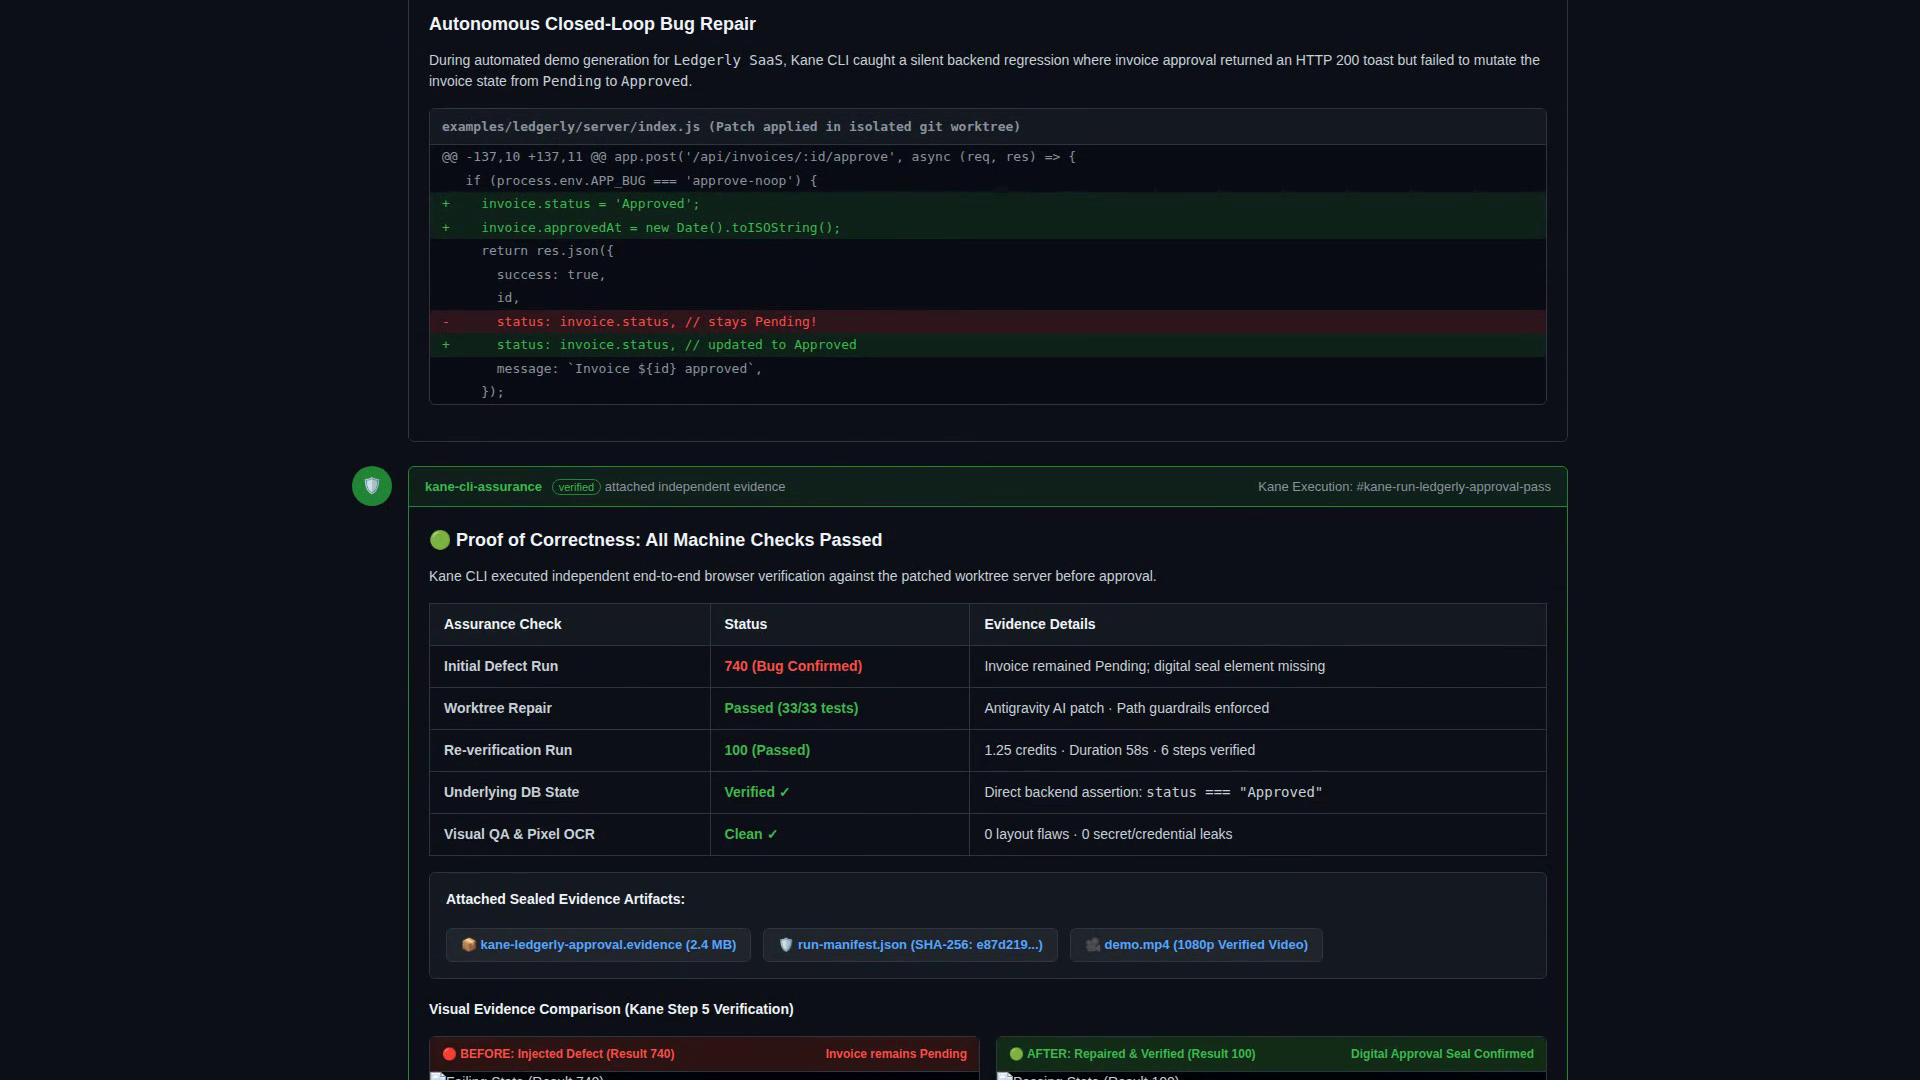 Autonomous Closed-Loop Bug Repair
During automated demo generation for Ledgerly SaaS, Kane CLI caught a silent backend regression where invoice approval returned an HTTP 200 toast but failed to mutate the
invoice state from Pending to Approved.
examples/ledgerly/server/index.js (Patch applied in isolated git worktree)
@@ -137,10 +137,11 @@ app.post('/api/invoices/:id/approve', async (req, res) => {
if (process.env.APP_BUG === 'approve-noop') {
+    invoice.status = 'Approved';
+    invoice.approvedAt = new Date().toISOString();
return res.json({
success: true,
id,
-      status: invoice.status, // stays Pending!
+      status: invoice.status, // updated to Approved
message: `Invoice ${id} approved`,
});
kane-cli-assurance verified attached independent evidence Kane Execution: #kane-run-ledgerly-approval-pass
Proof of Correctness: All Machine Checks Passed
Kane CLI executed independent end-to-end browser verification against the patched worktree server before approval.
Assurance Check Status Evidence Details
Initial Defect Run 740 (Bug Confirmed) Invoice remained Pending; digital seal element missing
Worktree Repair Passed (33/33 tests) Antigravity AI patch · Path guardrails enforced
Re-verification Run 100 (Passed) 1.25 credits · Duration 58s · 6 steps verified
Underlying DB State Verified ✓ Direct backend assertion: status === "Approved"
Visual QA & Pixel OCR Clean ✓ 0 layout flaws · 0 secret/credential leaks
Attached Sealed Evidence Artifacts:
kane-ledgerly-approval.evidence (2.4 MB) run-manifest.json (SHA-256: e87d219...) demo.mp4 (1080p Verified Video)
Visual Evidence Comparison (Kane Step 5 Verification)
BEFORE: Injected Defect (Result 740) Invoice remains Pending AFTER: Repaired & Verified (Result 100) Digital Approval Seal Confirmed
Failing State (Result 740) Passing State (Result 100)